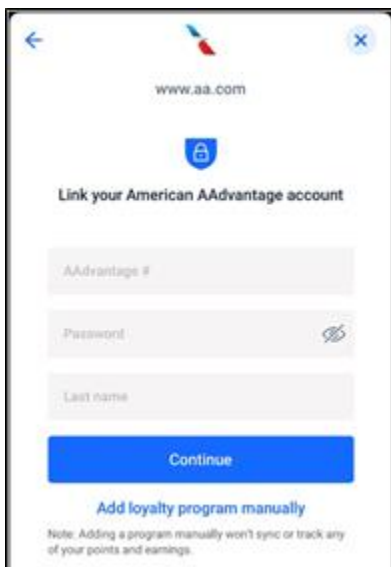 www.aa.com
Link your American AAdvantage account
AAdvantage #
Password
Last name
Continue
Add loyalty program manually
Note: Adding a program manually won't sync or track any
of your points and earnings.